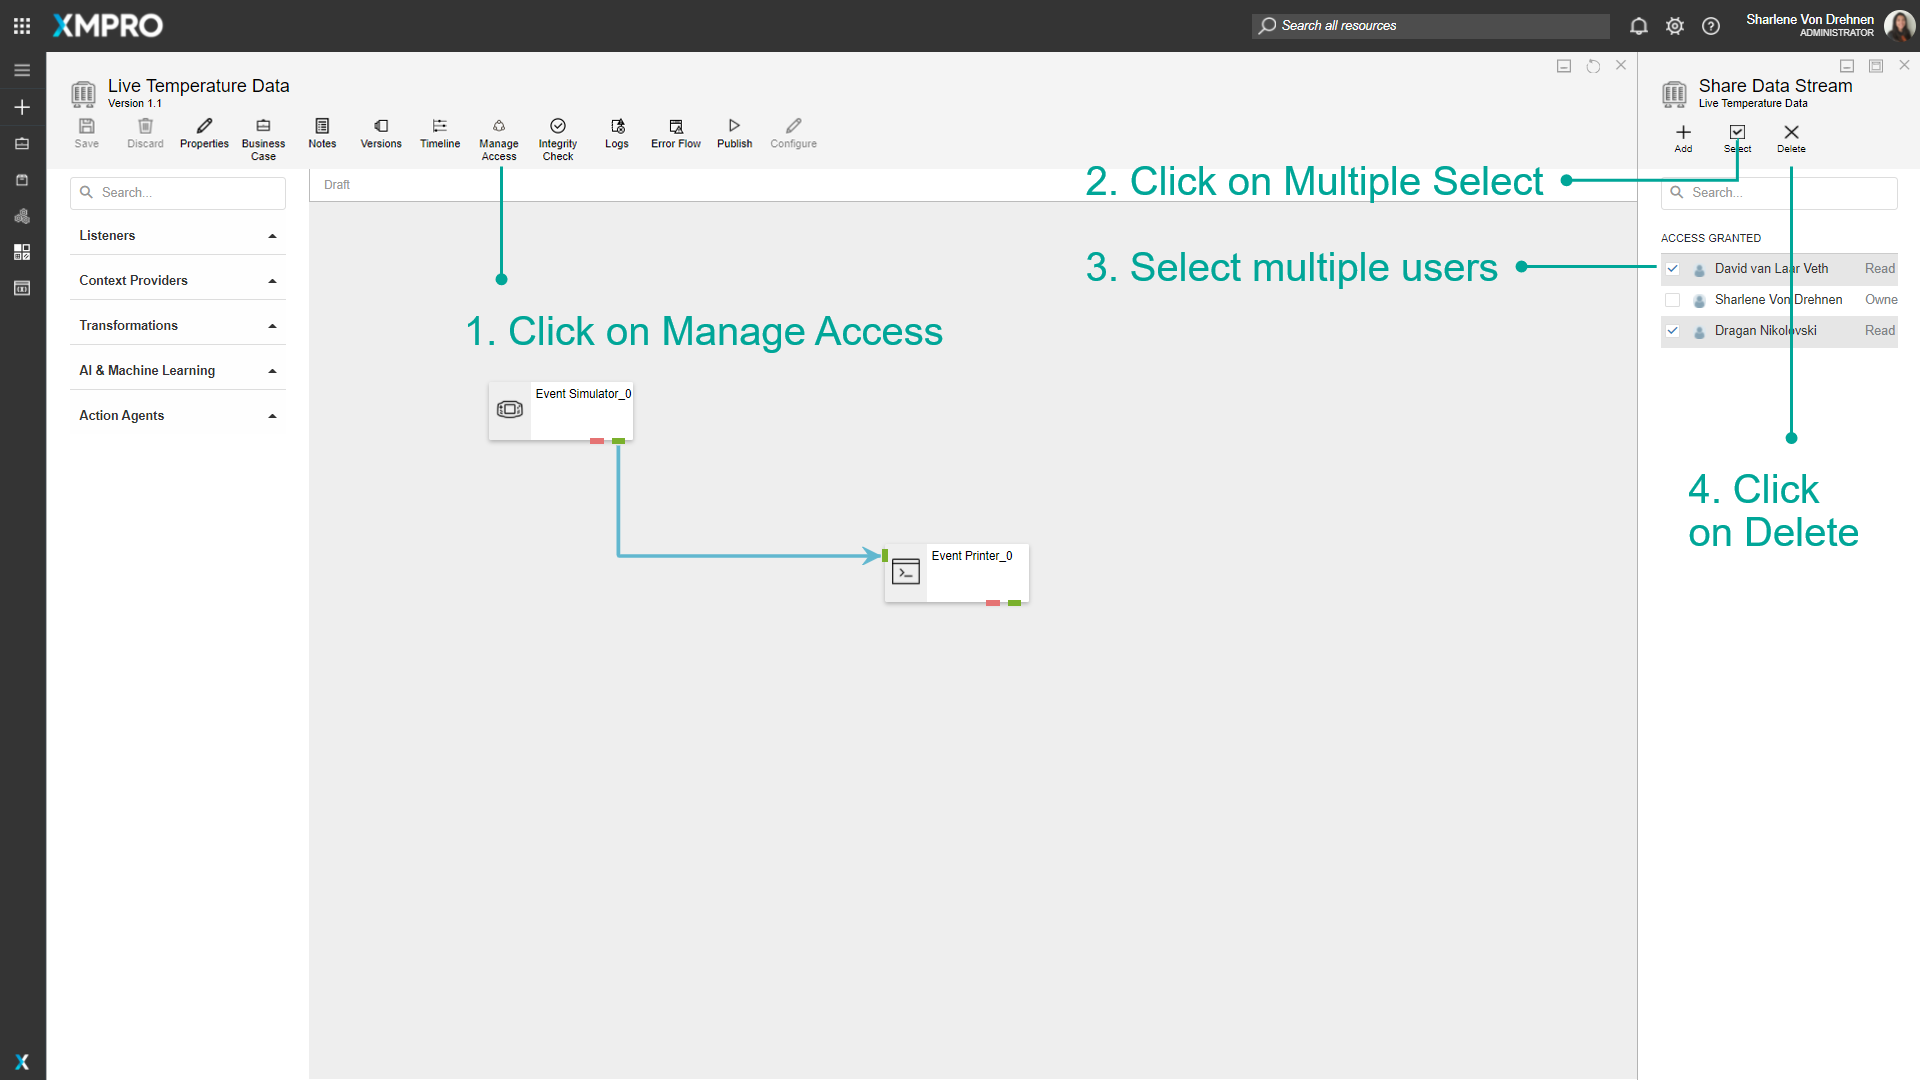 XMPRO
Search all resources
Sharlene Von Drehnen
ADMINISTRATOR
Live Temperature Data
Version 1.1
Save
Discard
Properties
Business Case
Notes
Versions
Timeline
Manage Access
Integrity Check
Logs
Error Flow
Publish
Configure
Share Data Stream
Live Temperature Data
Add
Select
Delete
Search...
Listeners
Context Providers
Transformations
AI & Machine Learning
Action Agents
Draft
2. Click on Multiple Select
3. Select multiple users
1. Click on Manage Access
Event Simulator_0
Event Printer_0
Search...
ACCESS GRANTED
David van Laar Veth Read
Sharlene Von Drehnen Owne
Dragan Nikolovski Read
4. Click
on Delete